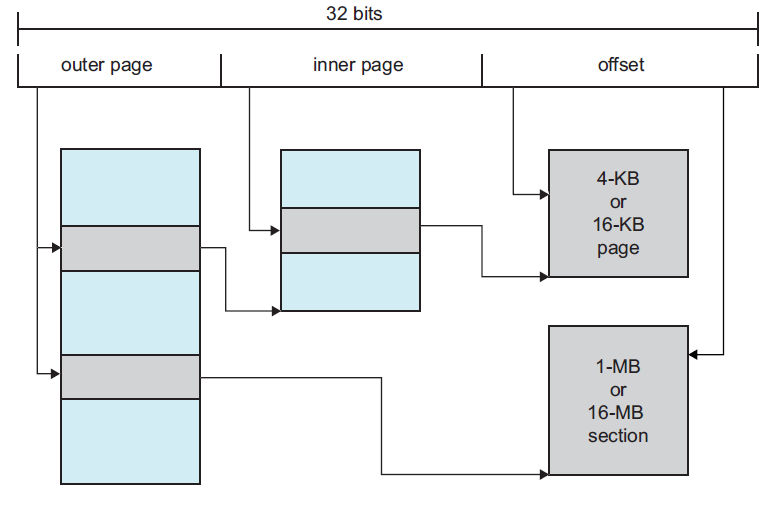 32 bits
outer page
inner page
offset
4-KB
or
16-KB
page
1-MB
or
16-MB
section